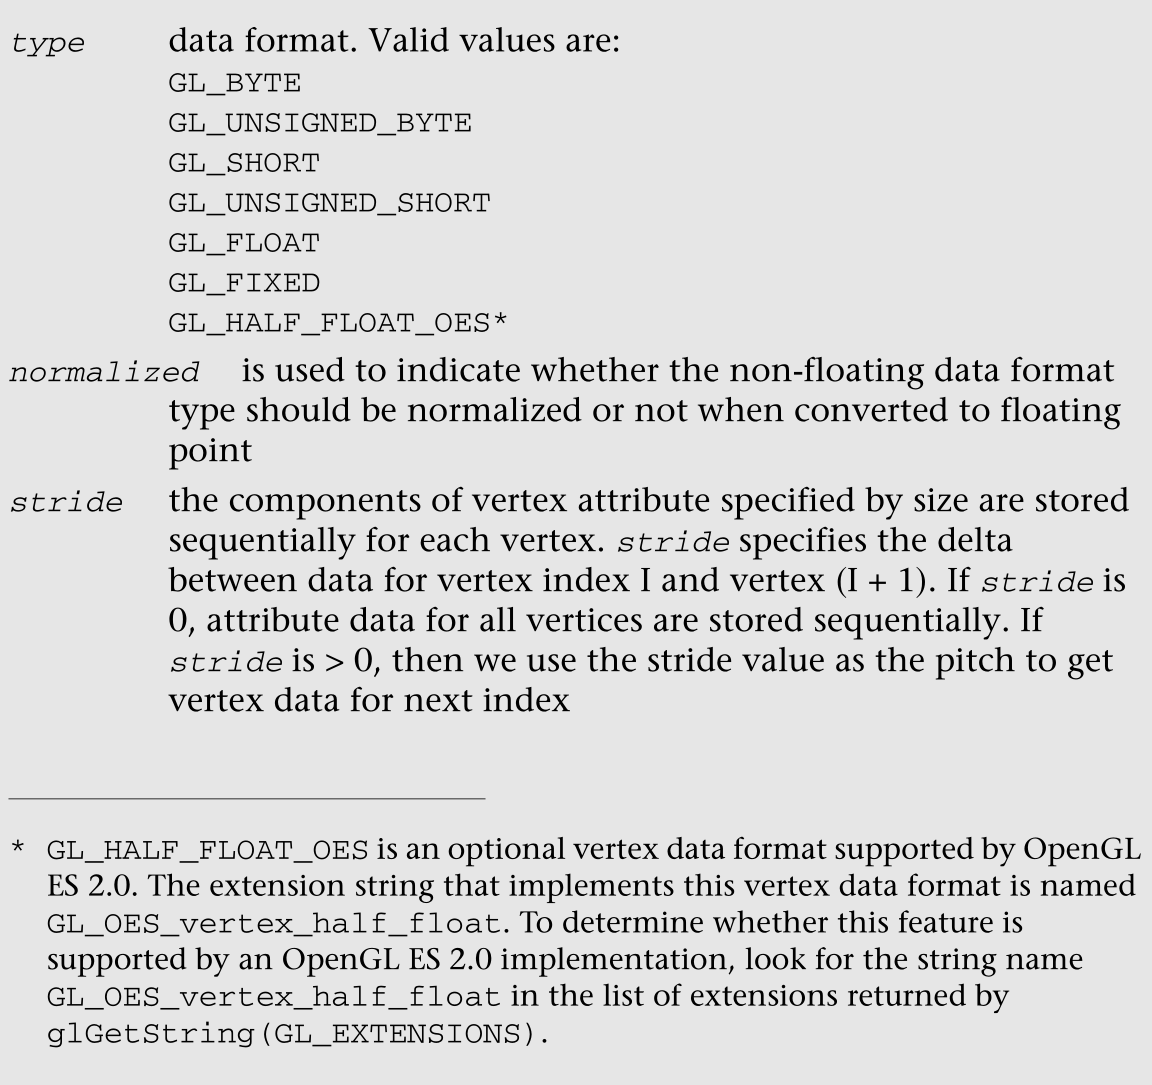 type data format. Valid values are:
GL_BYTE
GL_UNSIGNED_BYTE
GL_SHORT
GL_UNSIGNED_SHORT
GL_FLOAT
GL_FIXED
GL_HALF_FLOAT_OES*
normalized is used to indicate whether the non-floating data format
type should be normalized or not when converted to floating
point
stride the components of vertex attribute specified by size are stored
sequentially for each vertex. stride specifies the delta
between data for vertex index I and vertex (I + 1). If stride is
0, attribute data for all vertices are stored sequentially. If
stride is > 0, then we use the stride value as the pitch to get
vertex data for next index
* GL_HALF_FLOAT_OES is an optional vertex data format supported by OpenGL
ES 2.0. The extension string that implements this vertex data format is named
GL_OES_vertex_half_float. To determine whether this feature is
supported by an OpenGL ES 2.0 implementation, look for the string name
GL_OES_vertex_half_float in the list of extensions returned by
glGetString(GL_EXTENSIONS).